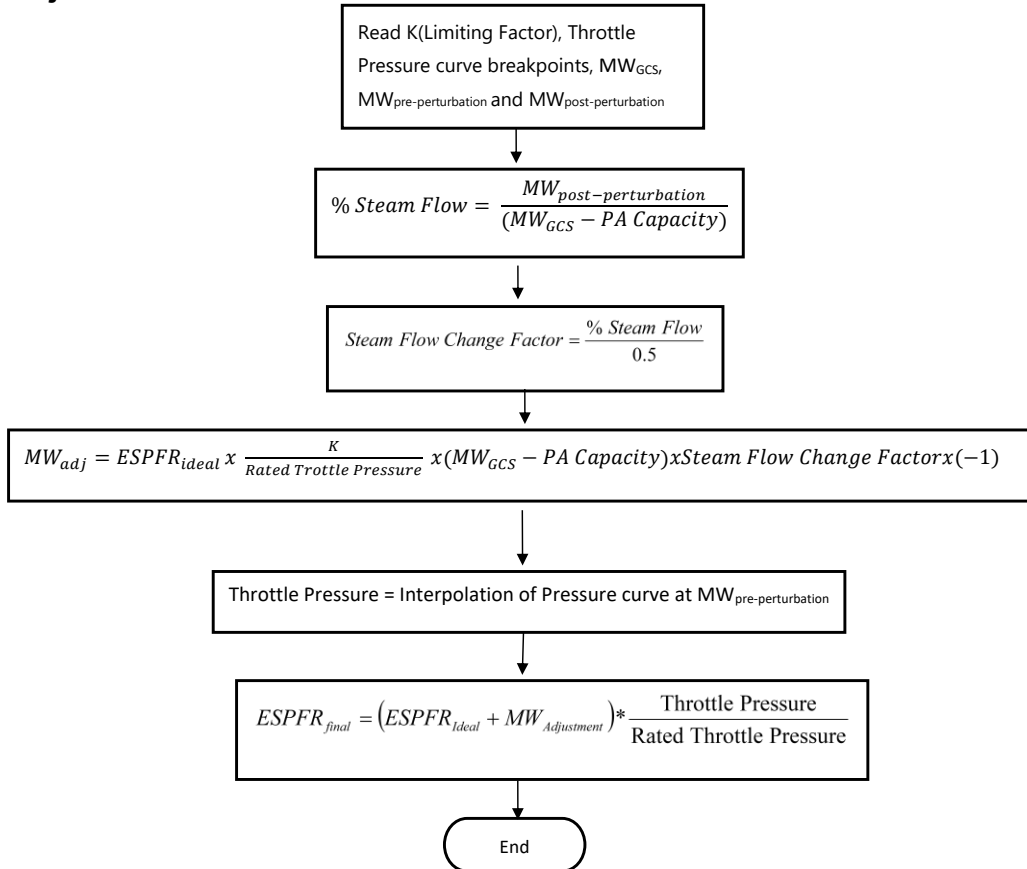 Read K(Limiting Factor), Throttle
Pressure curve breakpoints, MWGCS,
MWpre-perturbation and MWpost-perturbation
% Steam Flow = MWpost−perturbation / (MWGCS − PA Capacity)
Steam Flow Change Factor = % Steam Flow / 0.5
MWadj = ESPFRideal x K / Rated Trottle Pressure x(MWGCS − PA Capacity)xSteam Flow Change Factorx(−1)
Throttle Pressure = Interpolation of Pressure curve at MWpre-perturbation
ESPFRfinal = (ESPFRIdeal + MWAdjustment)* Throttle Pressure / Rated Throttle Pressure
End